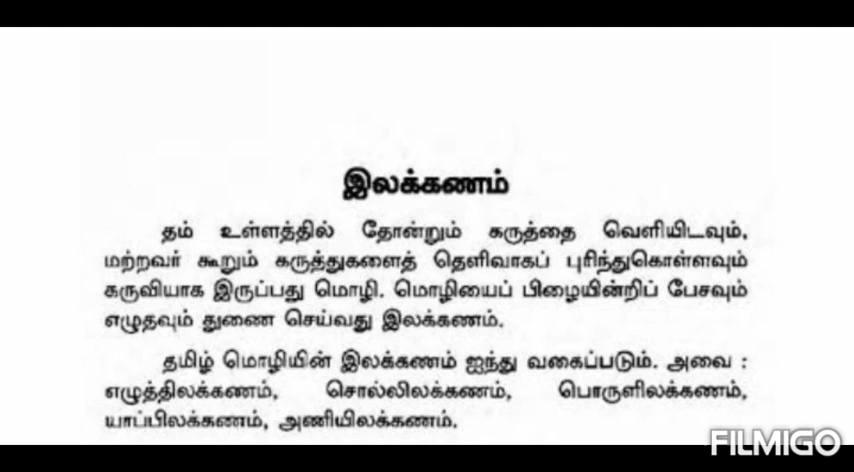 இலக்கணம்
தம் உள்ளத்தில் தோன்றும் கருத்தை வெளியிடவும்,
மற்றவர் கூறும் கருத்துகளைத் தெளிவாகப் புரிந்துகொள்ளவும்
கருவியாக இருப்பது மொழி. மொழியைப் பிழையின்றிப் பேசவும்
எழுதவும் துணை செய்வது இலக்கணம்.
தமிழ் மொழியின் இலக்கணம் ஐந்து வகைப்படும். அவை :
எழுத்திலக்கணம், சொல்லிலக்கணம், பொருளிலக்கணம்,
யாப்பிலக்கணம், அணியிலக்கணம்.
FILMIGO